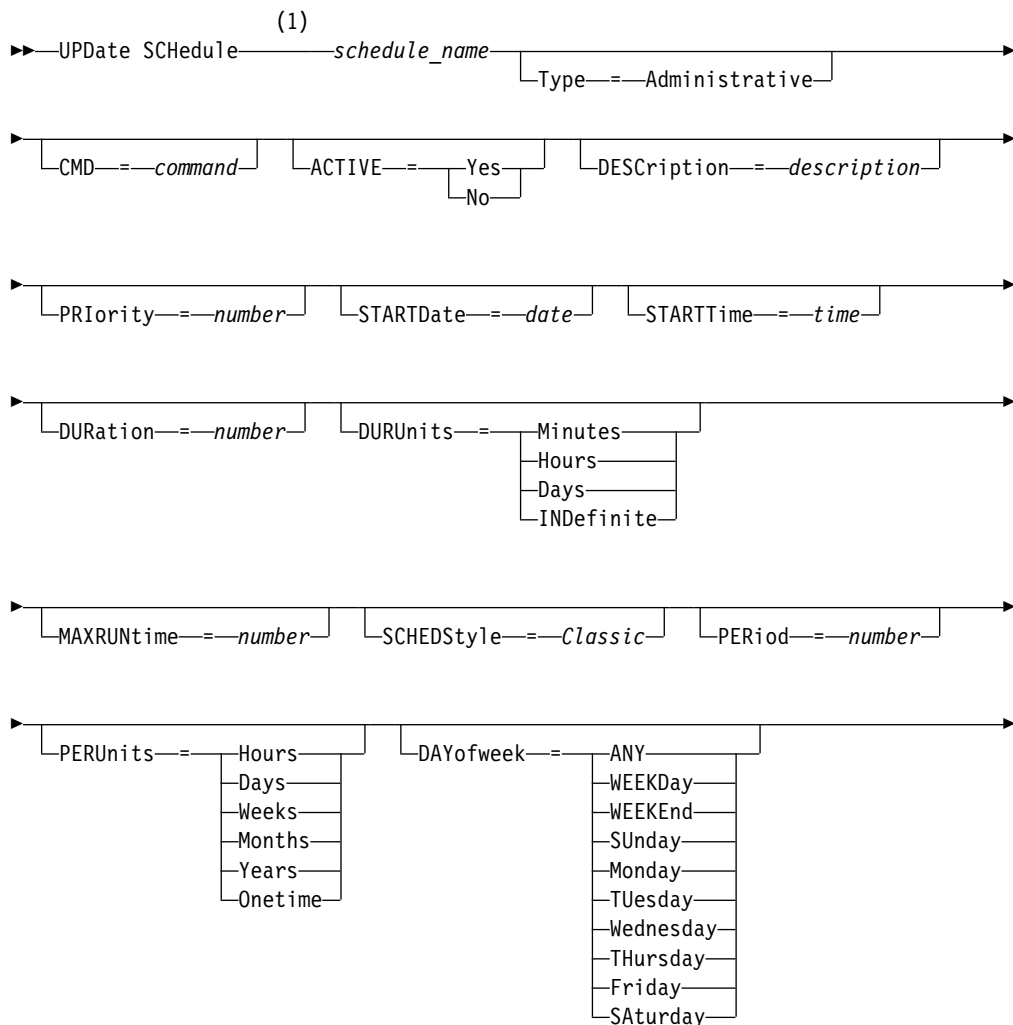 (1)
UPDate SCHedule schedule_name
Type = Administrative
CMD = command ACTIVE = Yes DESCription = description
No
PRIority = number STARTDate = date STARTTime = time
DURation = number DURUnits = Minutes
Hours
Days
INDefinite
MAXRUNtime = number SCHEDStyle = Classic PERiod = number
PERUnits = Hours DAYofweek = ANY
Days WEEKDay
Weeks WEEKEnd
Months SUnday
Years Monday
Onetime TUesday
Wednesday
THursday
Friday
SAturday